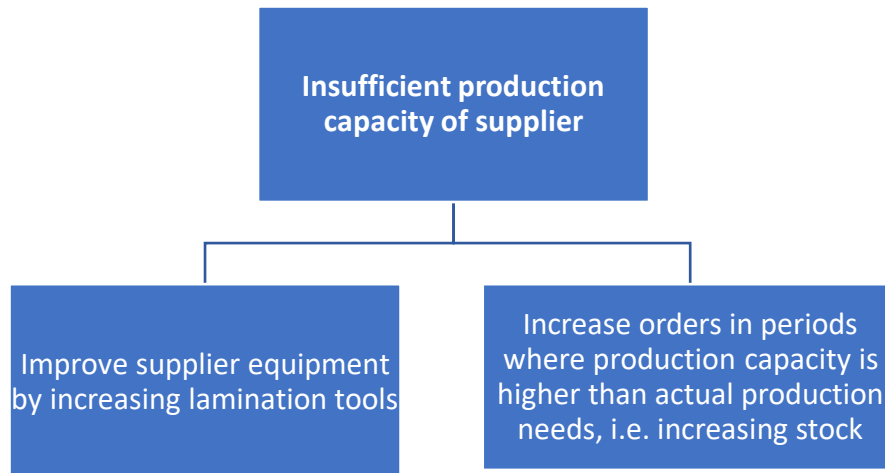 Insufficient production
capacity of supplier
Improve supplier equipment
by increasing lamination tools
Increase orders in periods
where production capacity is
higher than actual production
needs, i.e. increasing stock